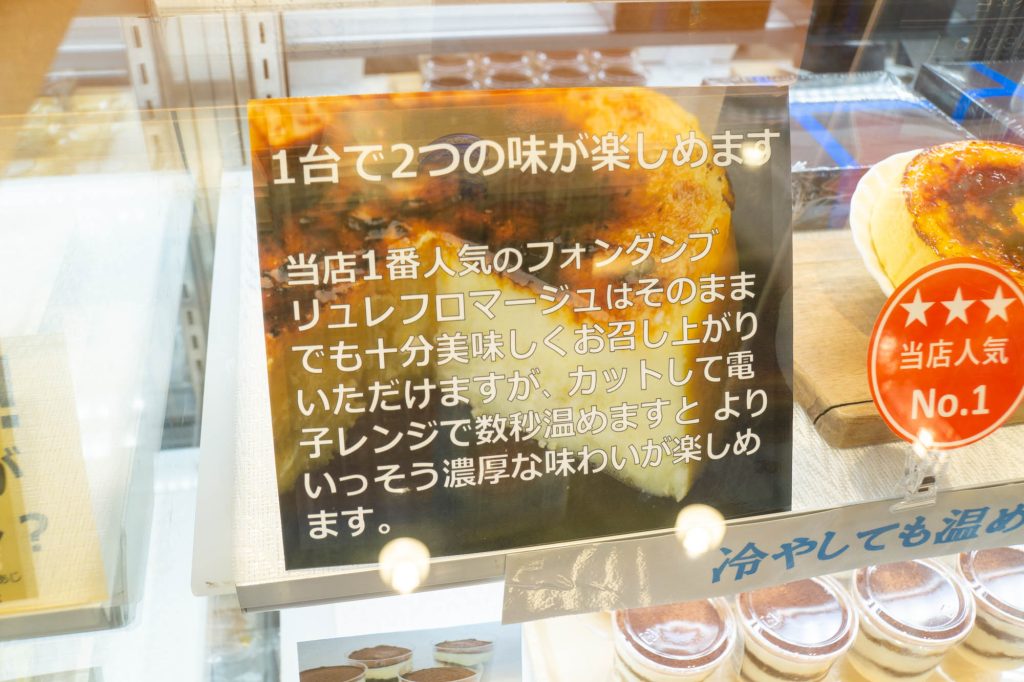 1台で2つの味が楽しめます
当店1番人気のフォンダンブ
リュレフロマージュはそのまま
でも十分美味しくお召し上がり
いただけますが、カットして電
子レンジで数秒温めますと より
いっそう濃厚な味わいが楽しめ
ます。
当店人気
No.1
冷やしても温め
が
?